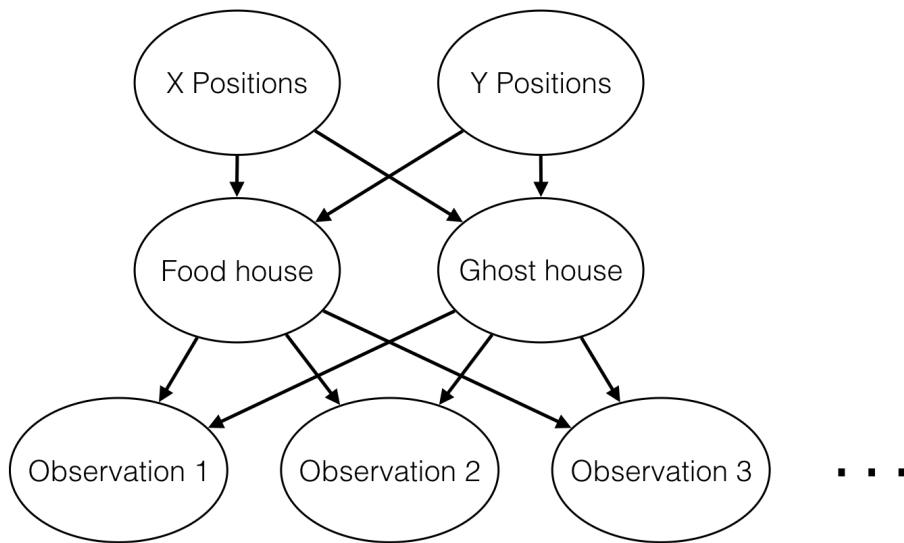 X Positions
Y Positions
Food house
Ghost house
Observation 1
Observation 2
Observation 3
. . .